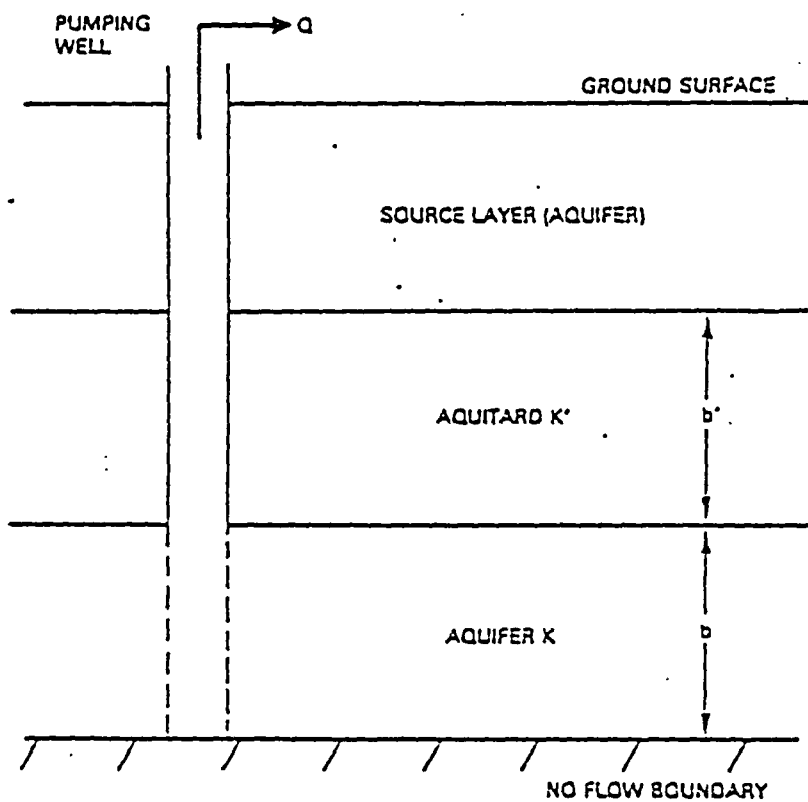 PUMPING
WELL
Q
GROUND SURFACE
SOURCE LAYER (AQUIFER)
AQUITARD K'
b'
AQUIFER K
b
NO FLOW BOUNDARY